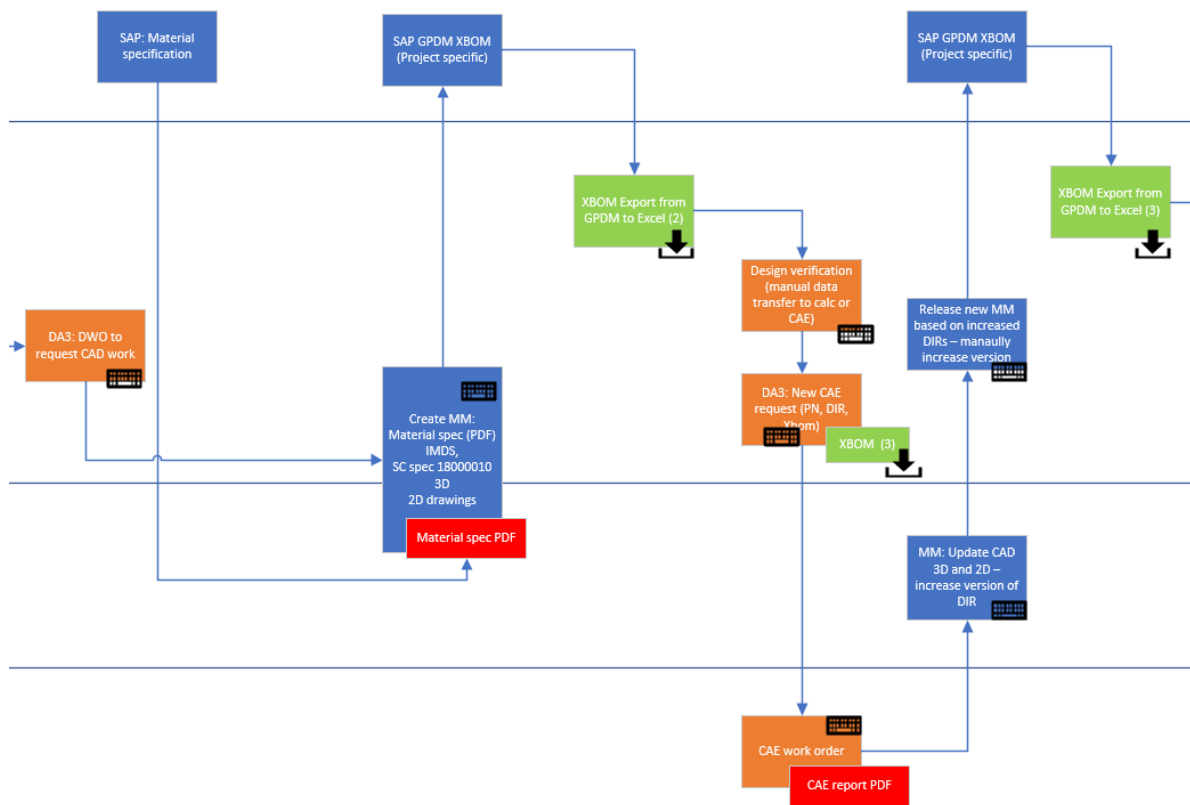 SAP: Material
specification
SAP GPDM XBOM
(Project specific)
SAP GPDM XBOM
(Project specific)
XBOM Export from
GPDM to Excel (2)
XBOM Export from
GPDM to Excel (3)
Design verification
(manual data
transfer to calc or
CAE)
DA3: DWO to
request CAD work
Release new MM
based on increased
DIRs – manaully
increase version
Create MM:
Material spec (PDF)
IMDS,
SC spec 18000010
3D
2D drawings
Material spec PDF
DA3: New CAE
request (PN, DIR,
Xbom)
XBOM (3)
MM: Update CAD
3D and 2D –
increase version of
DIR
CAE work order
CAE report PDF